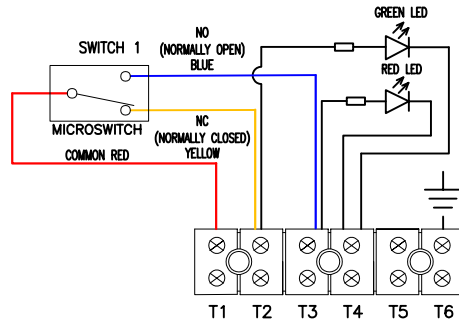 GREEN LED
NO
(NORMALLY OPEN)
BLUE
SWITCH 1
RED LED
MICROSWITCH
NC
(NORMALLY CLOSED)
YELLOW
COMMON RED
T1 T2 T3 T4 T5 T6